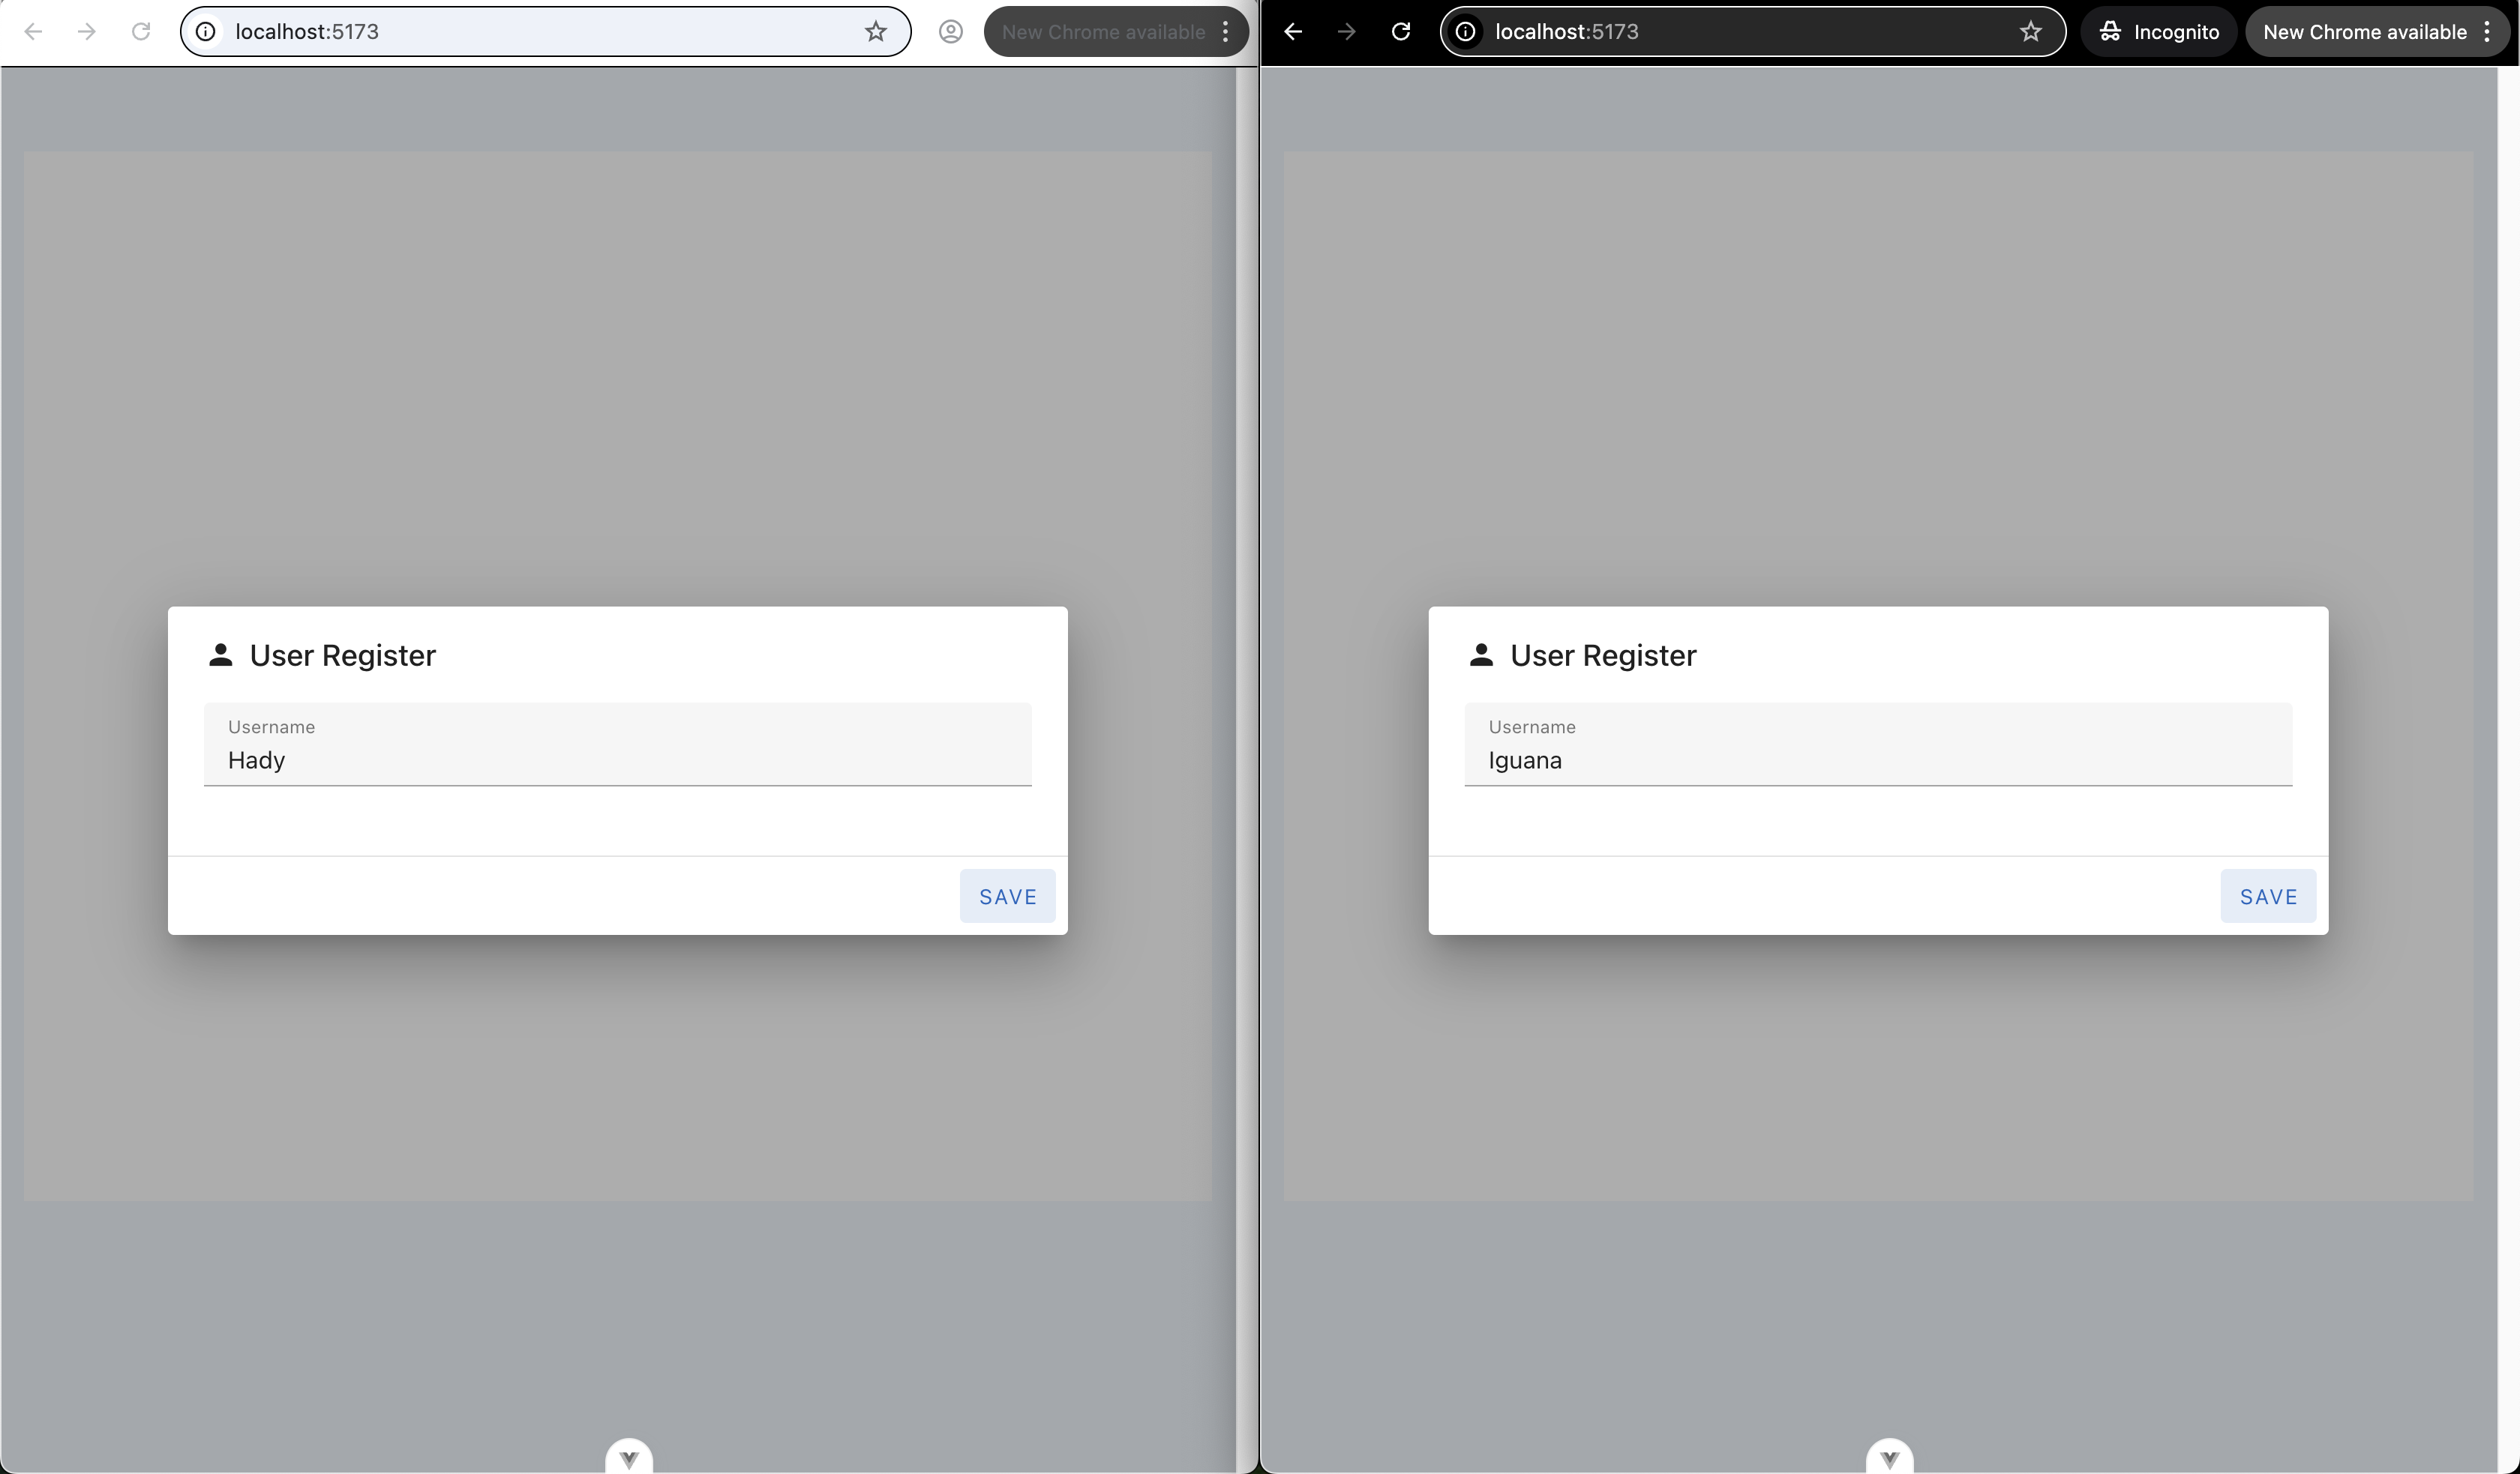 localhost:5173
New Chrome available
User Register
Username
Hady
SAVE
localhost:5173
Incognito
New Chrome available
User Register
Username
Iguana
SAVE